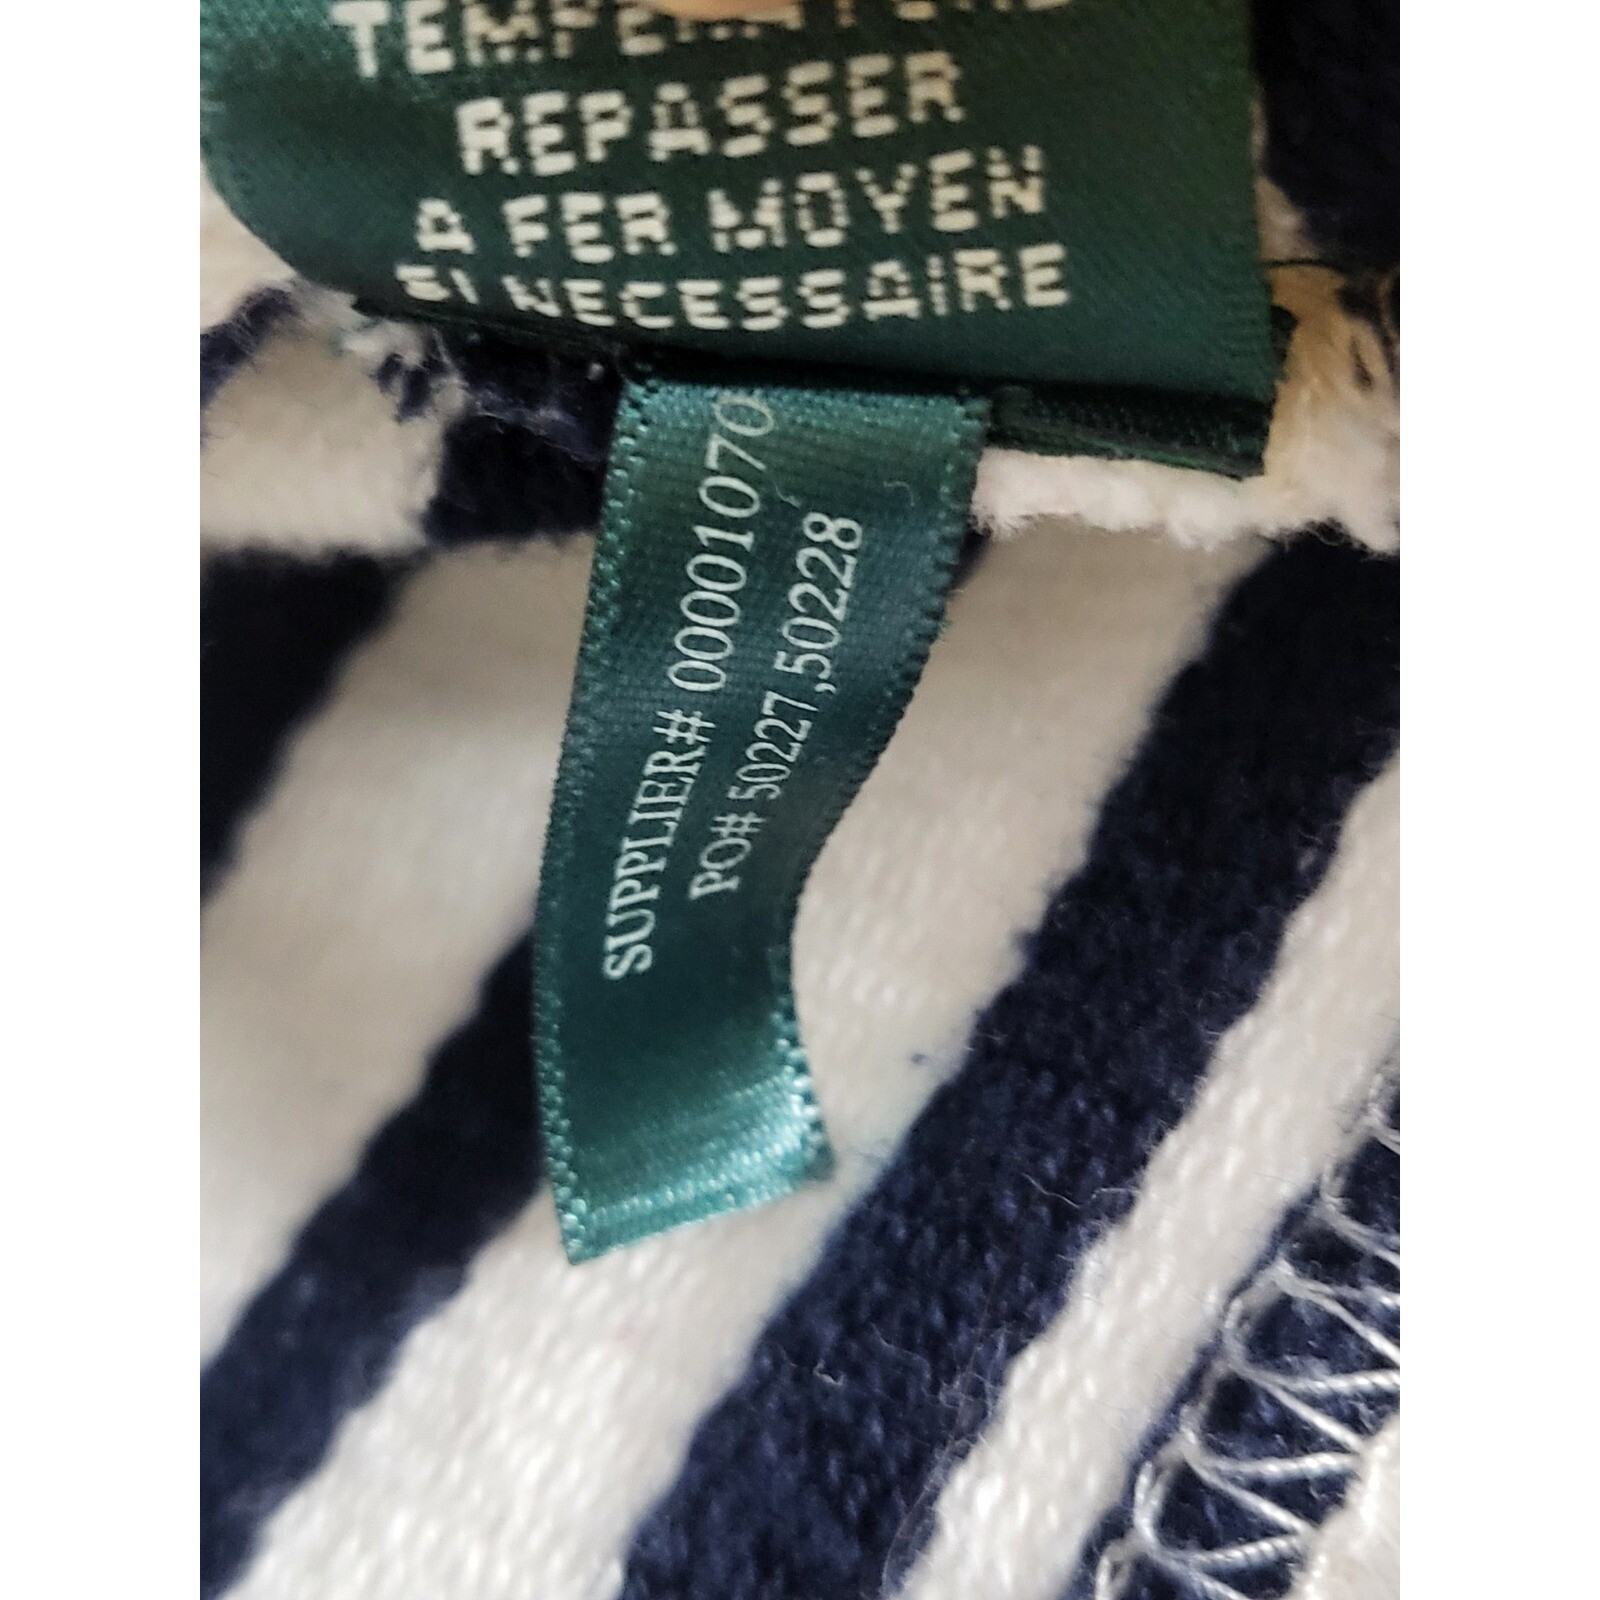 REPASSER
A FER MOYEN
SI NECESSAIRE
SUPPLIER# 00001070
PO# 50227,50228